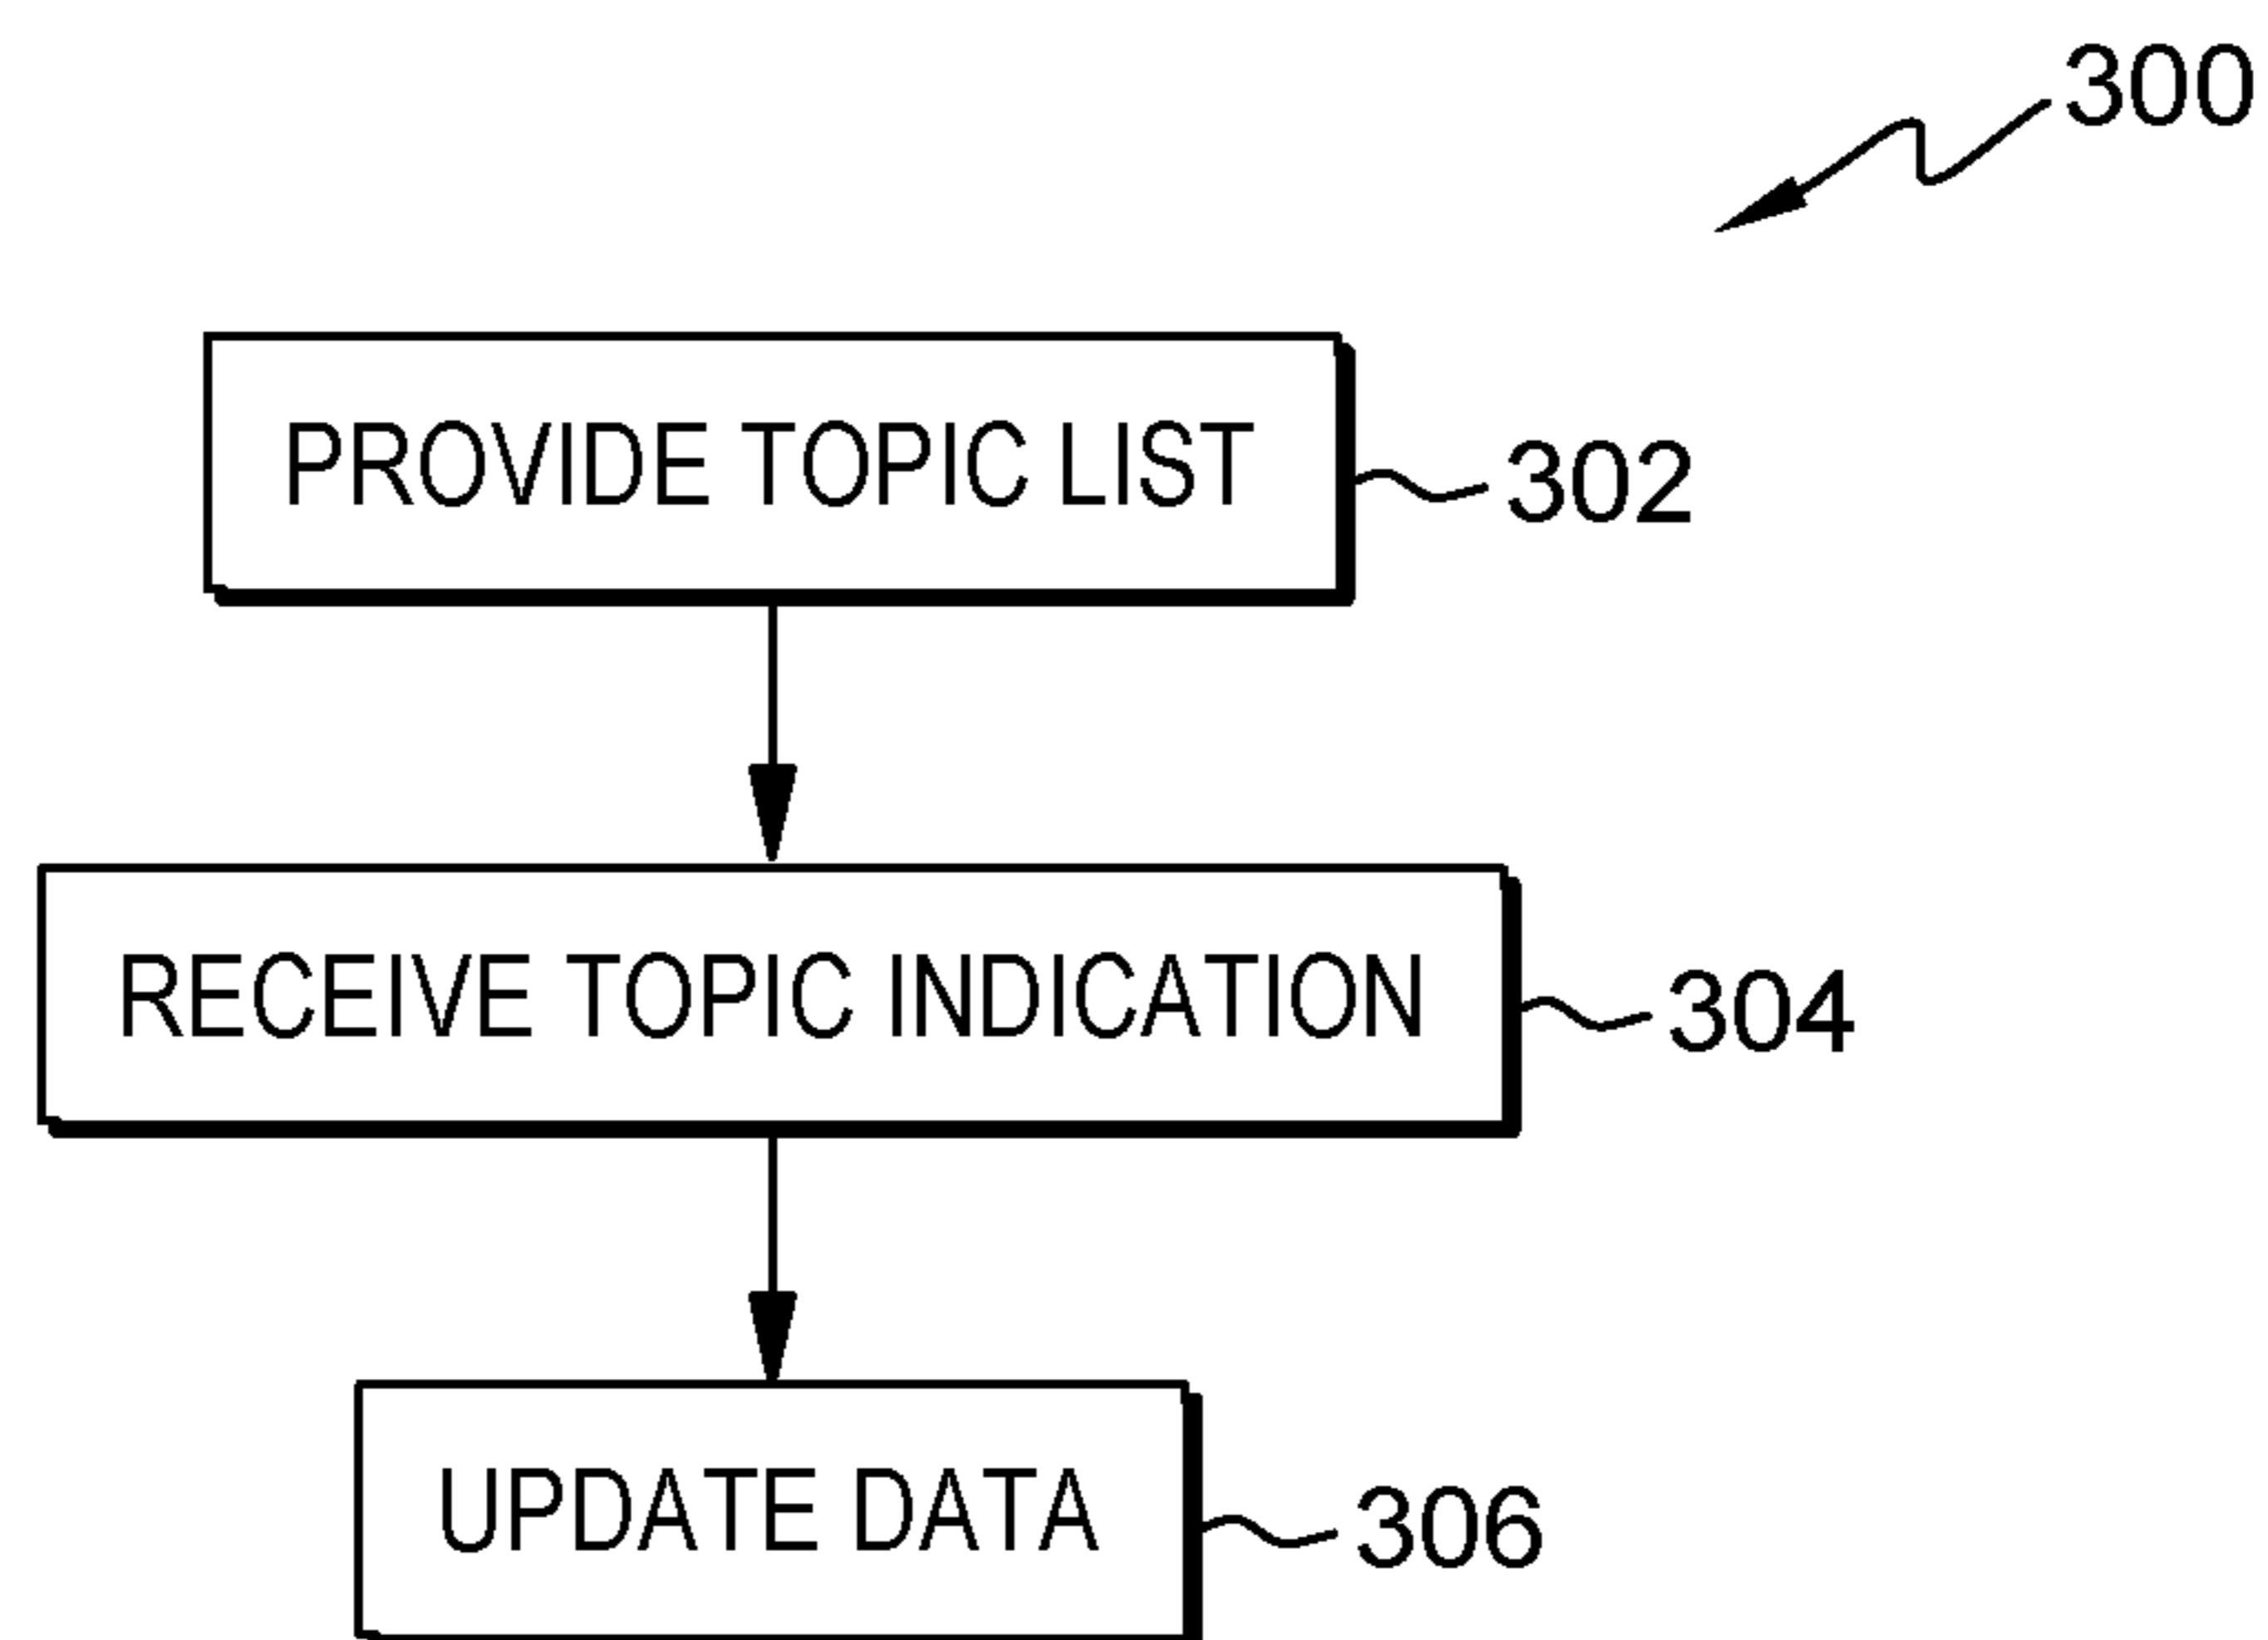 300
PROVIDE TOPIC LIST
302
RECEIVE TOPIC INDICATION
304
UPDATE DATA
306